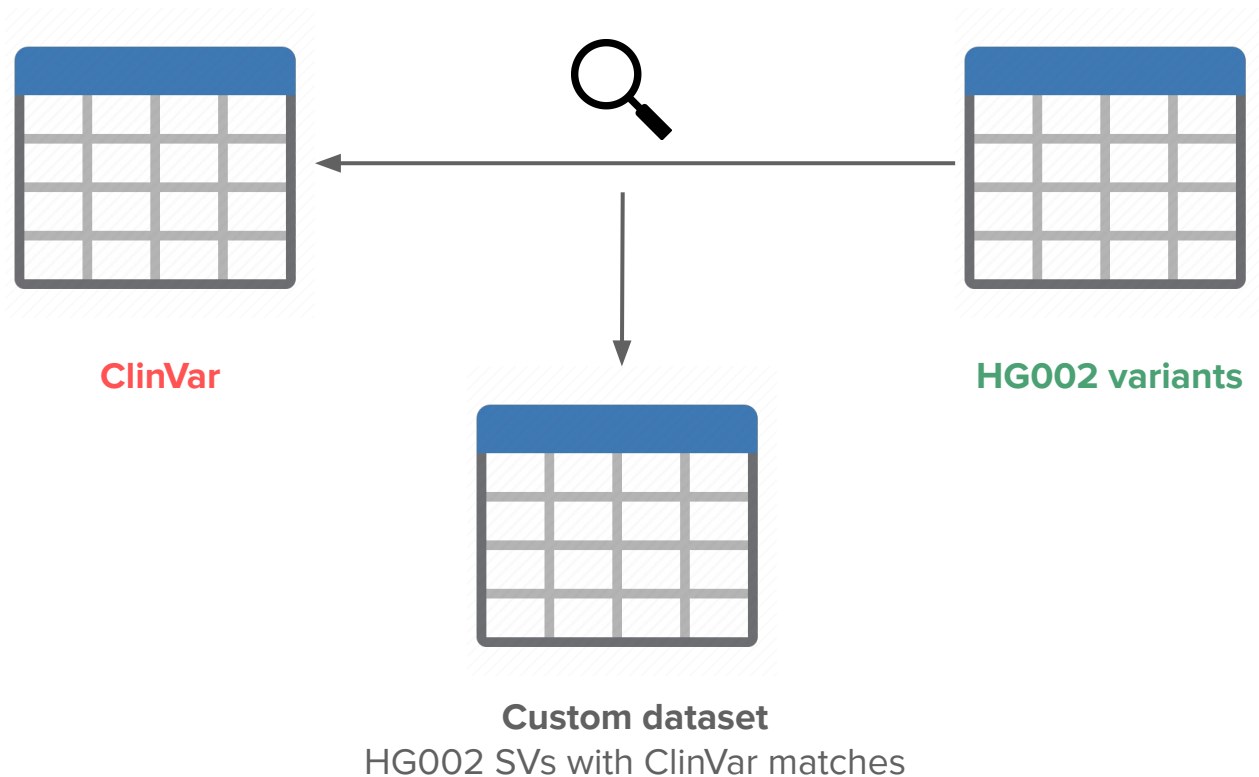 ClinVar
HG002 variants
Custom dataset
HG002 SVs with ClinVar matches